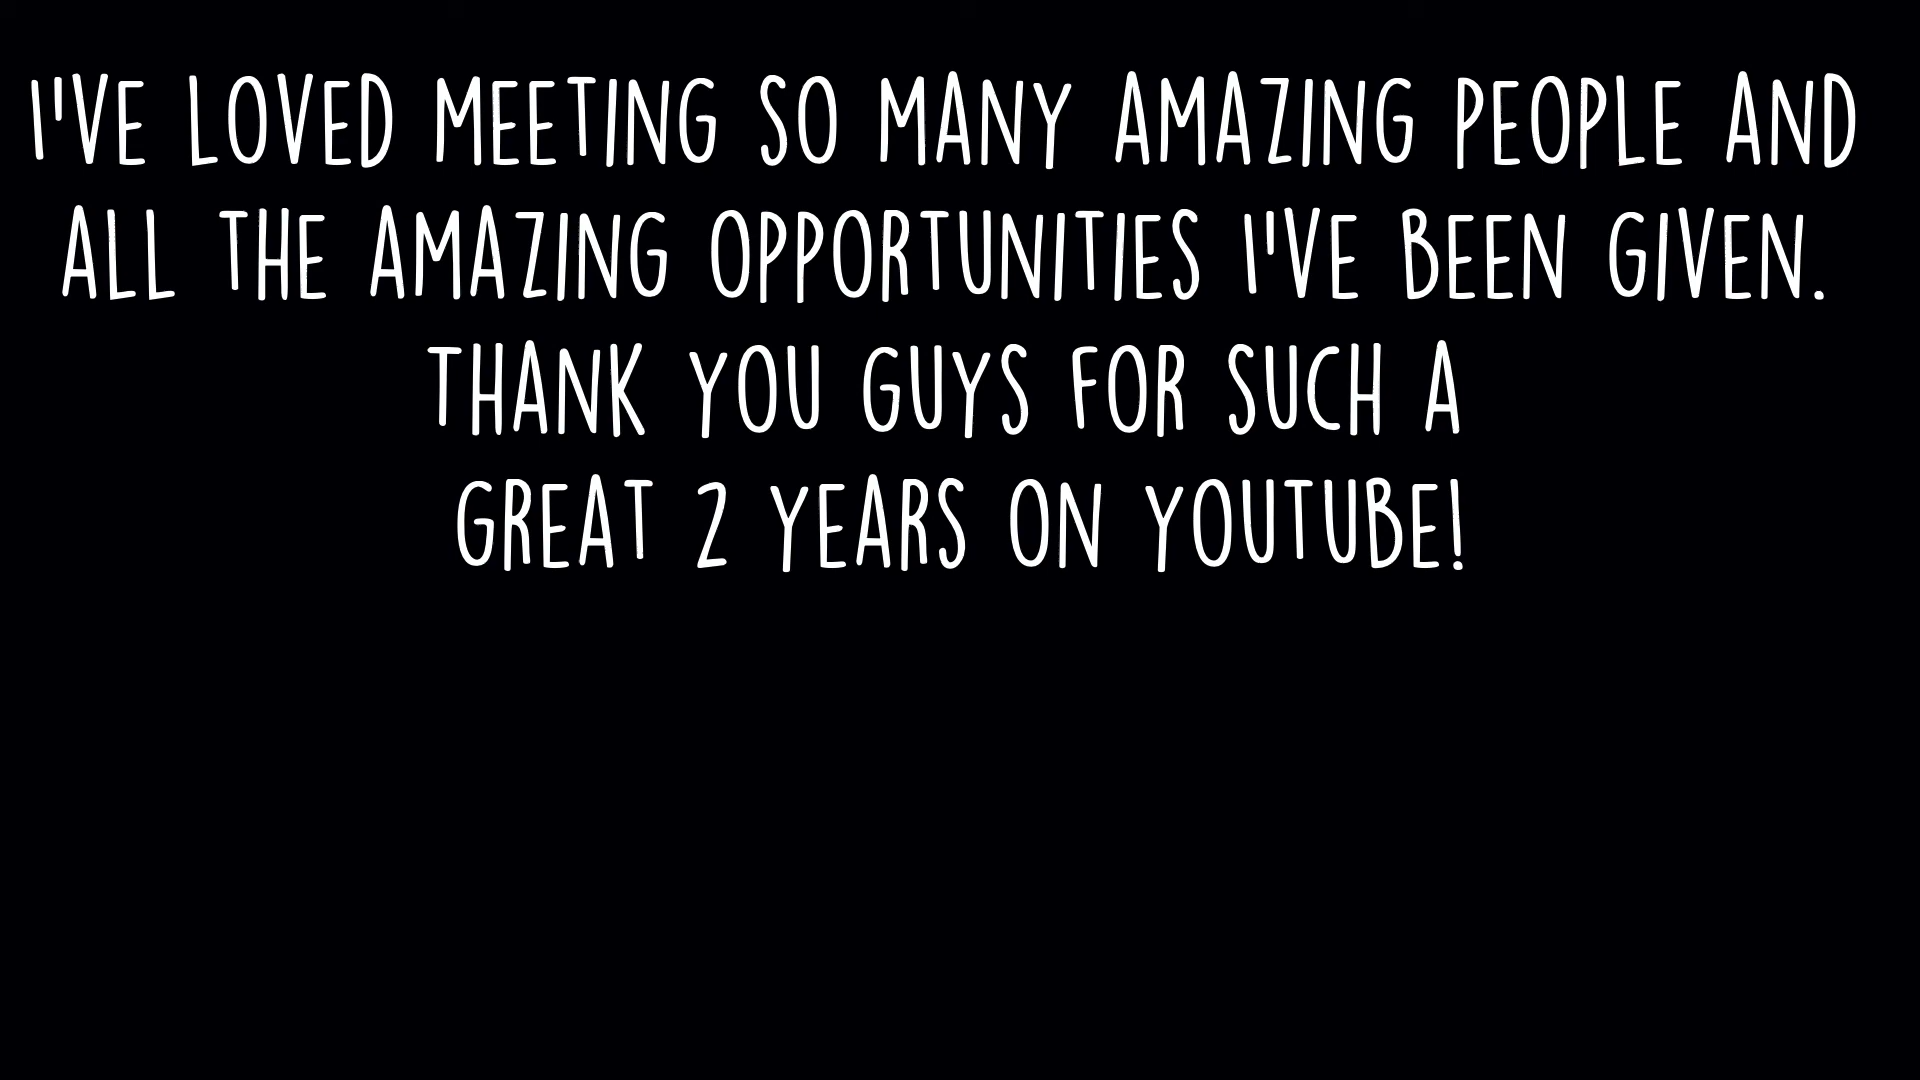 I'VE LOVED MEETING SO MANY AMAZING PEOPLE AND
ALL THE AMAZING OPPORTUNITIES I'VE BEEN GIVEN.
THANK YOU GUYS FOR SUCH A
GREAT 2 YEARS ON YOUTUBE!